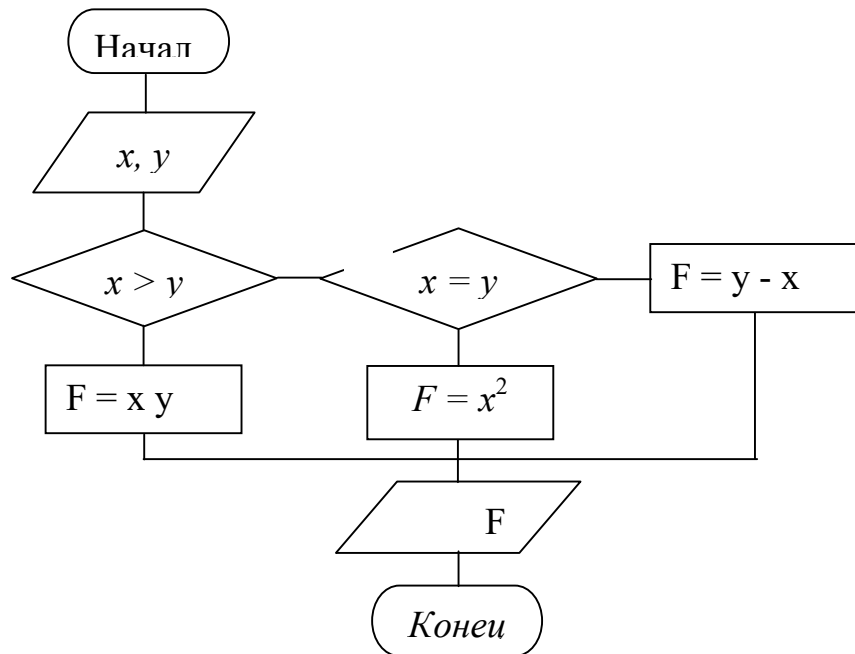 Начал
x, y
x > y
x = y
F = y - x
F = x y
F = x²
F
Конец